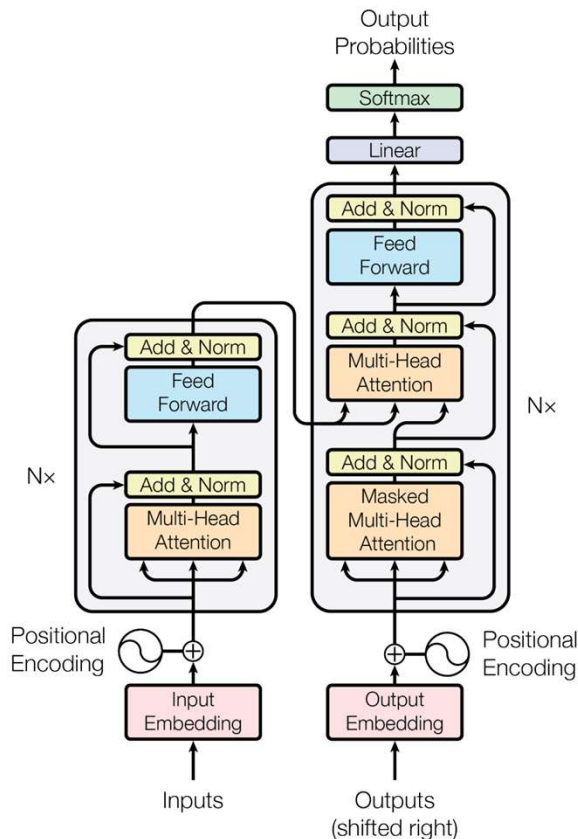 Output
Probabilities
Softmax
Linear
Add & Norm
Feed
Forward
Add & Norm
Multi-Head
Attention
Add & Norm
Masked
Multi-Head
Attention
Nx
Positional
Encoding
Output
Embedding
Outputs
(shifted right)
Add & Norm
Feed
Forward
Add & Norm
Multi-Head
Attention
N×
Positional
Encoding
Input
Embedding
Inputs